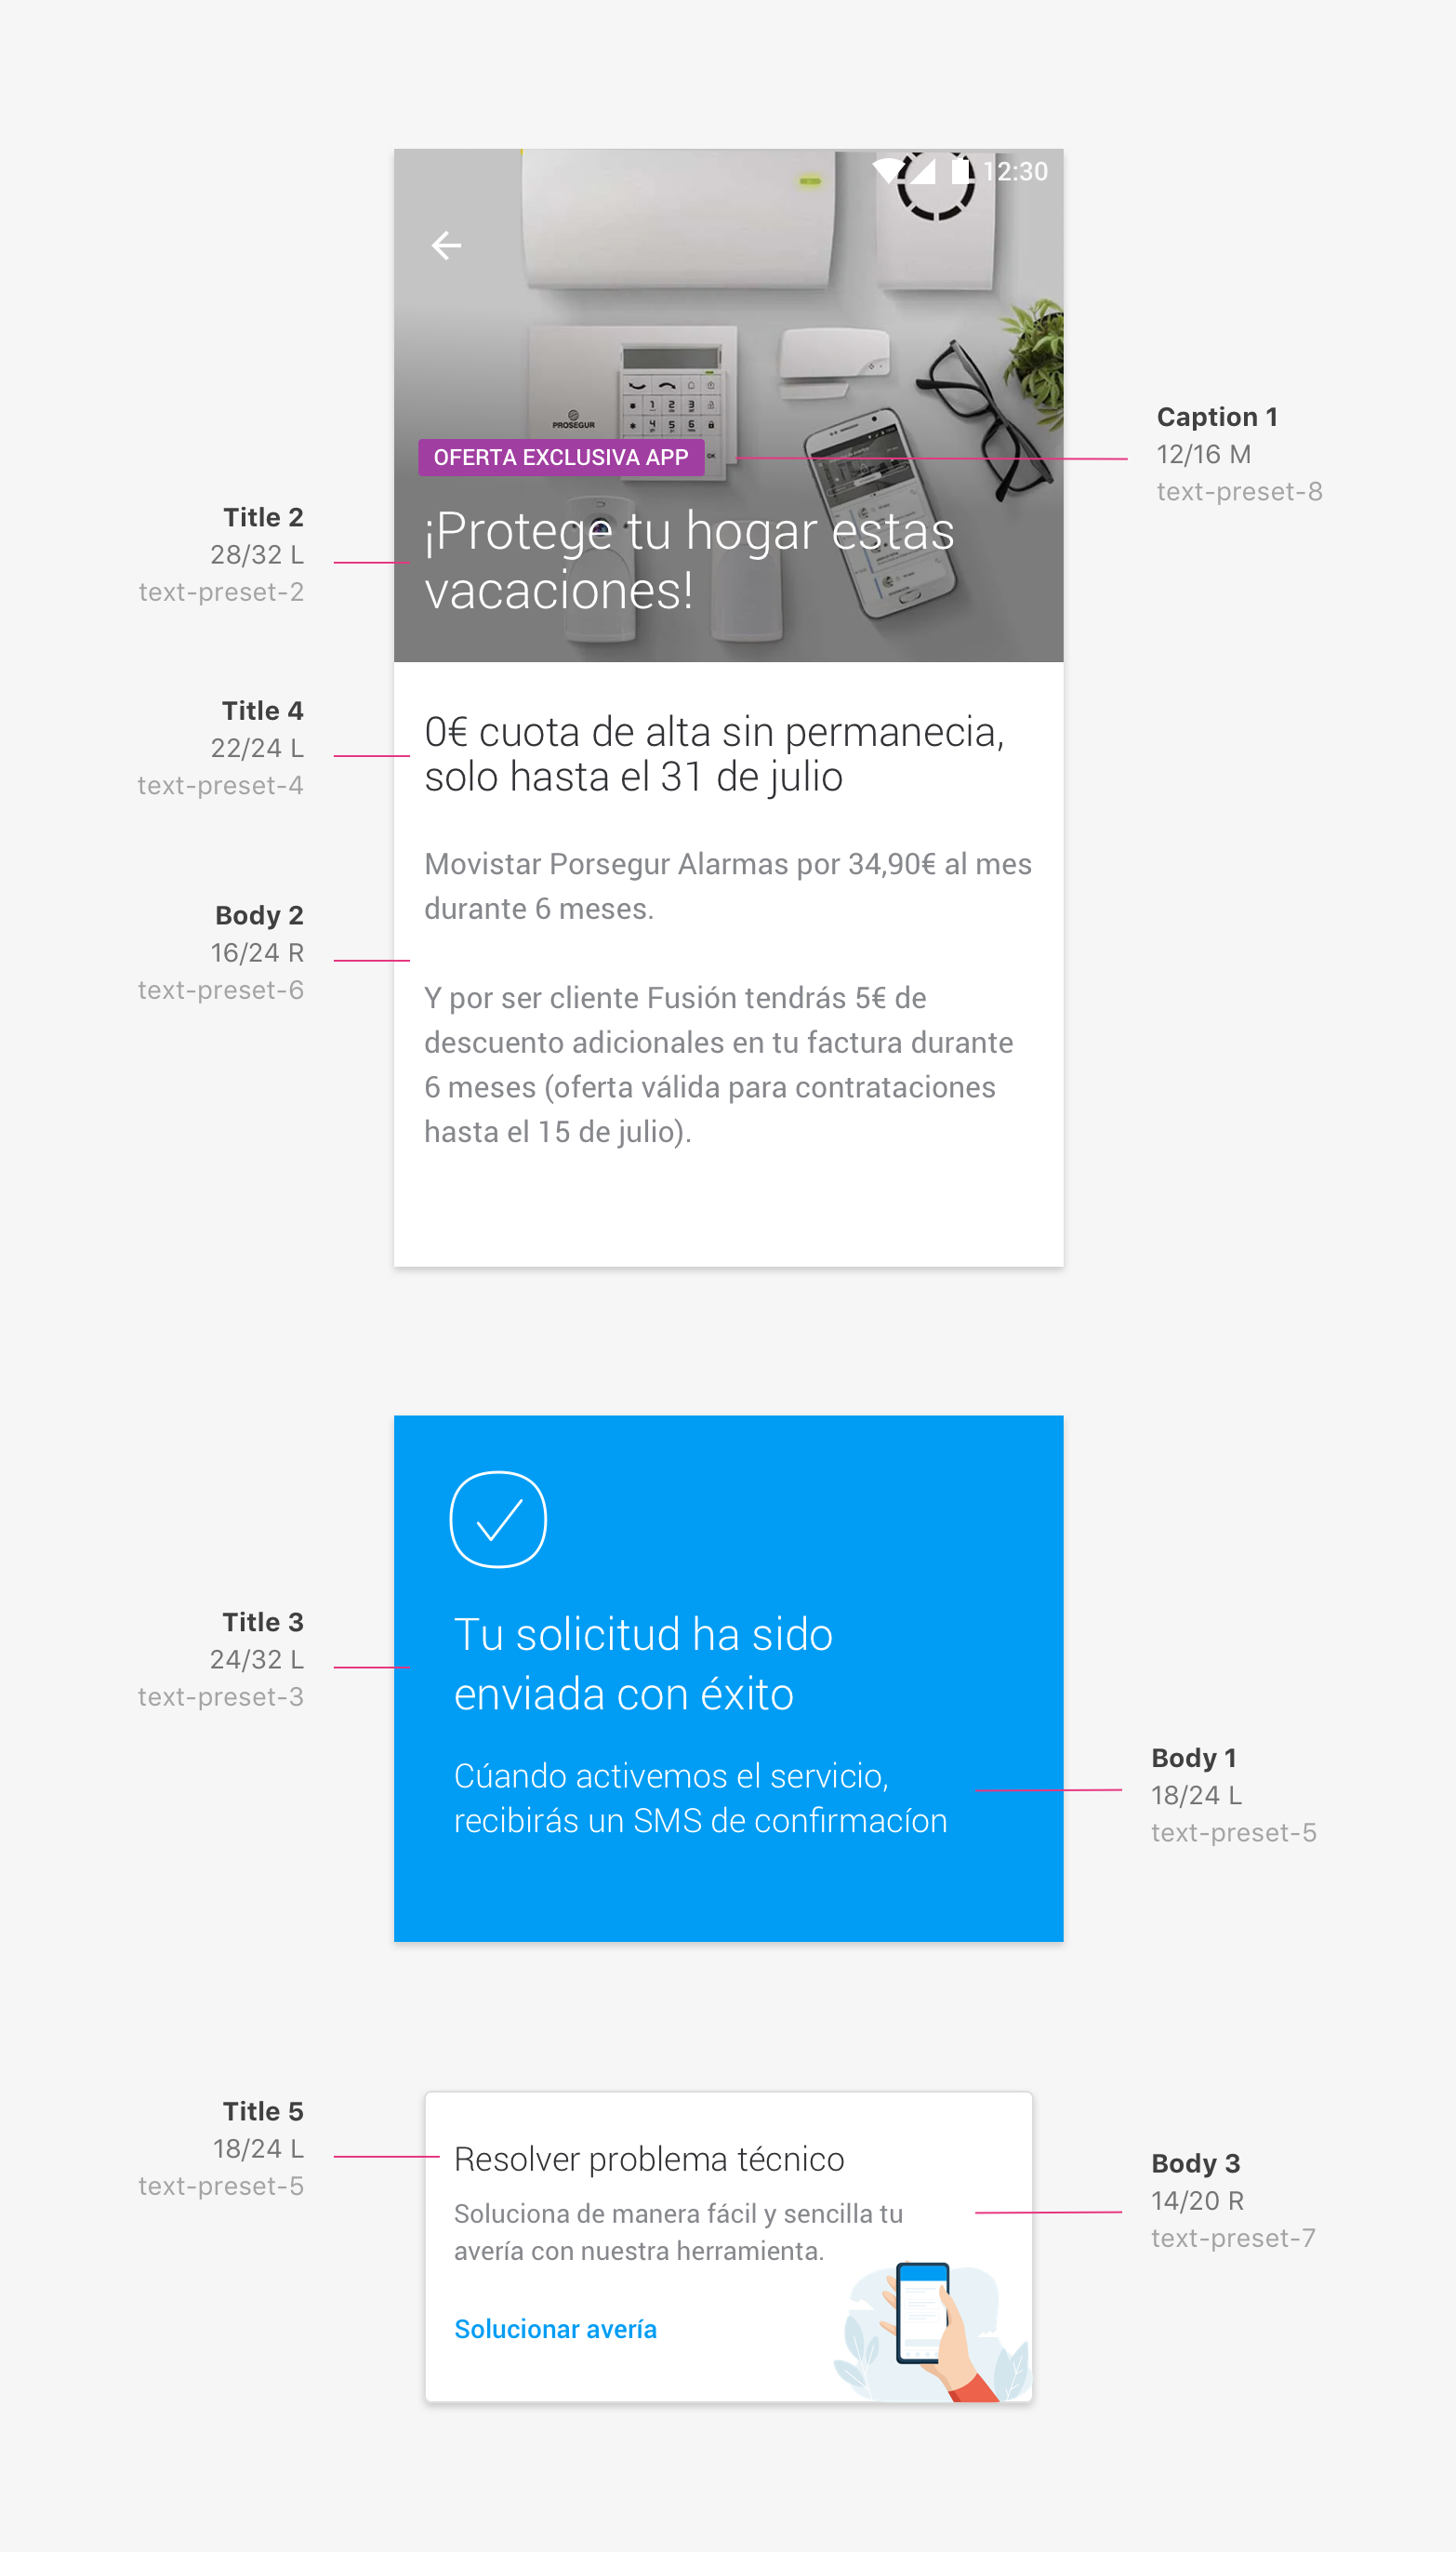 12:30
PROSEGUR
1 2 3
4 5 6
OK
OFERTA EXCLUSIVA APP
Caption 1
12/16 M
text-preset-8
Title 2
28/32 L
text-preset-2
¡Protege tu hogar estas
vacaciones!
Title 4
22/24 L
text-preset-4
0€ cuota de alta sin permanecia,
solo hasta el 31 de julio
Movistar Porsegur Alarmas por 34,90€ al mes
durante 6 meses.
Body 2
16/24 R
text-preset-6
Y por ser cliente Fusión tendrás 5€ de
descuento adicionales en tu factura durante
6 meses (oferta válida para contrataciones
hasta el 15 de julio).
Title 3
24/32 L
text-preset-3
Tu solicitud ha sido
enviada con éxito
Cúando activemos el servicio,
recibirás un SMS de confirmacíon
Body 1
18/24 L
text-preset-5
Title 5
18/24 L
text-preset-5
Resolver problema técnico
Soluciona de manera fácil y sencilla tu
avería con nuestra herramienta.
Body 3
14/20 R
text-preset-7
Solucionar avería